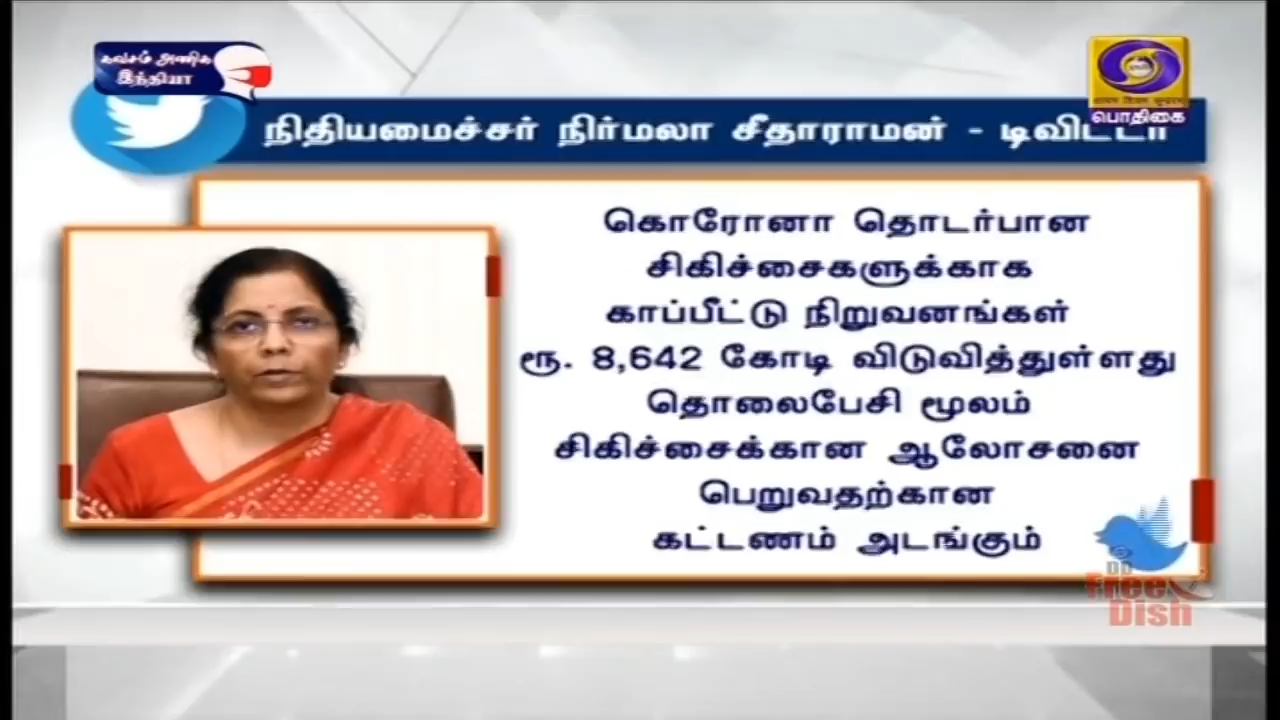 கவசம் அணிக
இந்தியா
பொதிகை
நிதியமைச்சர் நிர்மலா சீதாராமன் - டிவிட்டர்
கொரோனா தொடர்பான
சிகிச்சைகளுக்காக
காப்பீட்டு நிறுவனங்கள்
ரூ. 8,642 கோடி விடுவித்துள்ளது
தொலைபேசி மூலம்
சிகிச்சைக்கான ஆலோசனை
பெறுவதற்கான
கட்டணம் அடங்கும்
DD
Free
Dish